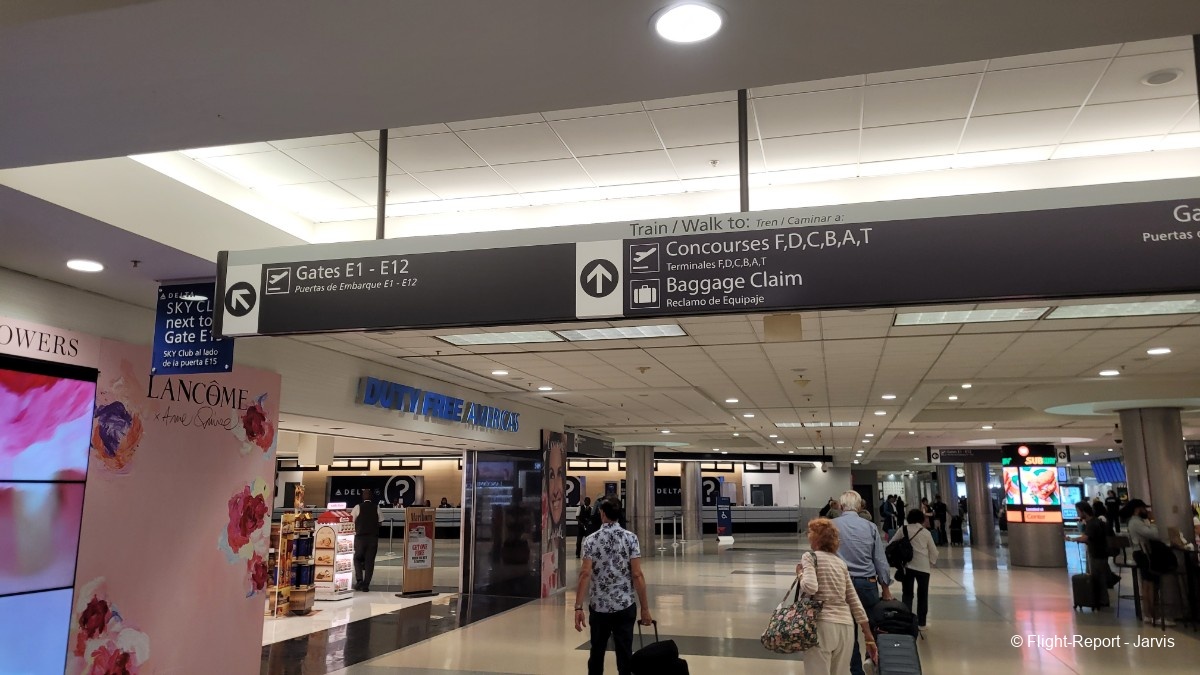 Train / Walk to: Tren / Caminar a:
Gates E1 - E12
Puertas de Embarque E1 - E12
Concourses F,D,C,B,A,T
Terminales F,D,C,B,A,T
Baggage Claim
Reclamo de Equipaje
Ga
Puertas
DELTA
SKY CL
next to
Gate E
SKY Club al lado
de la puerta E15
OWERS
LANCÔME
DUTY FREE AMERICAS
DELTA
?
DELTA
?
SUB
© Flight-Report - Jarvis